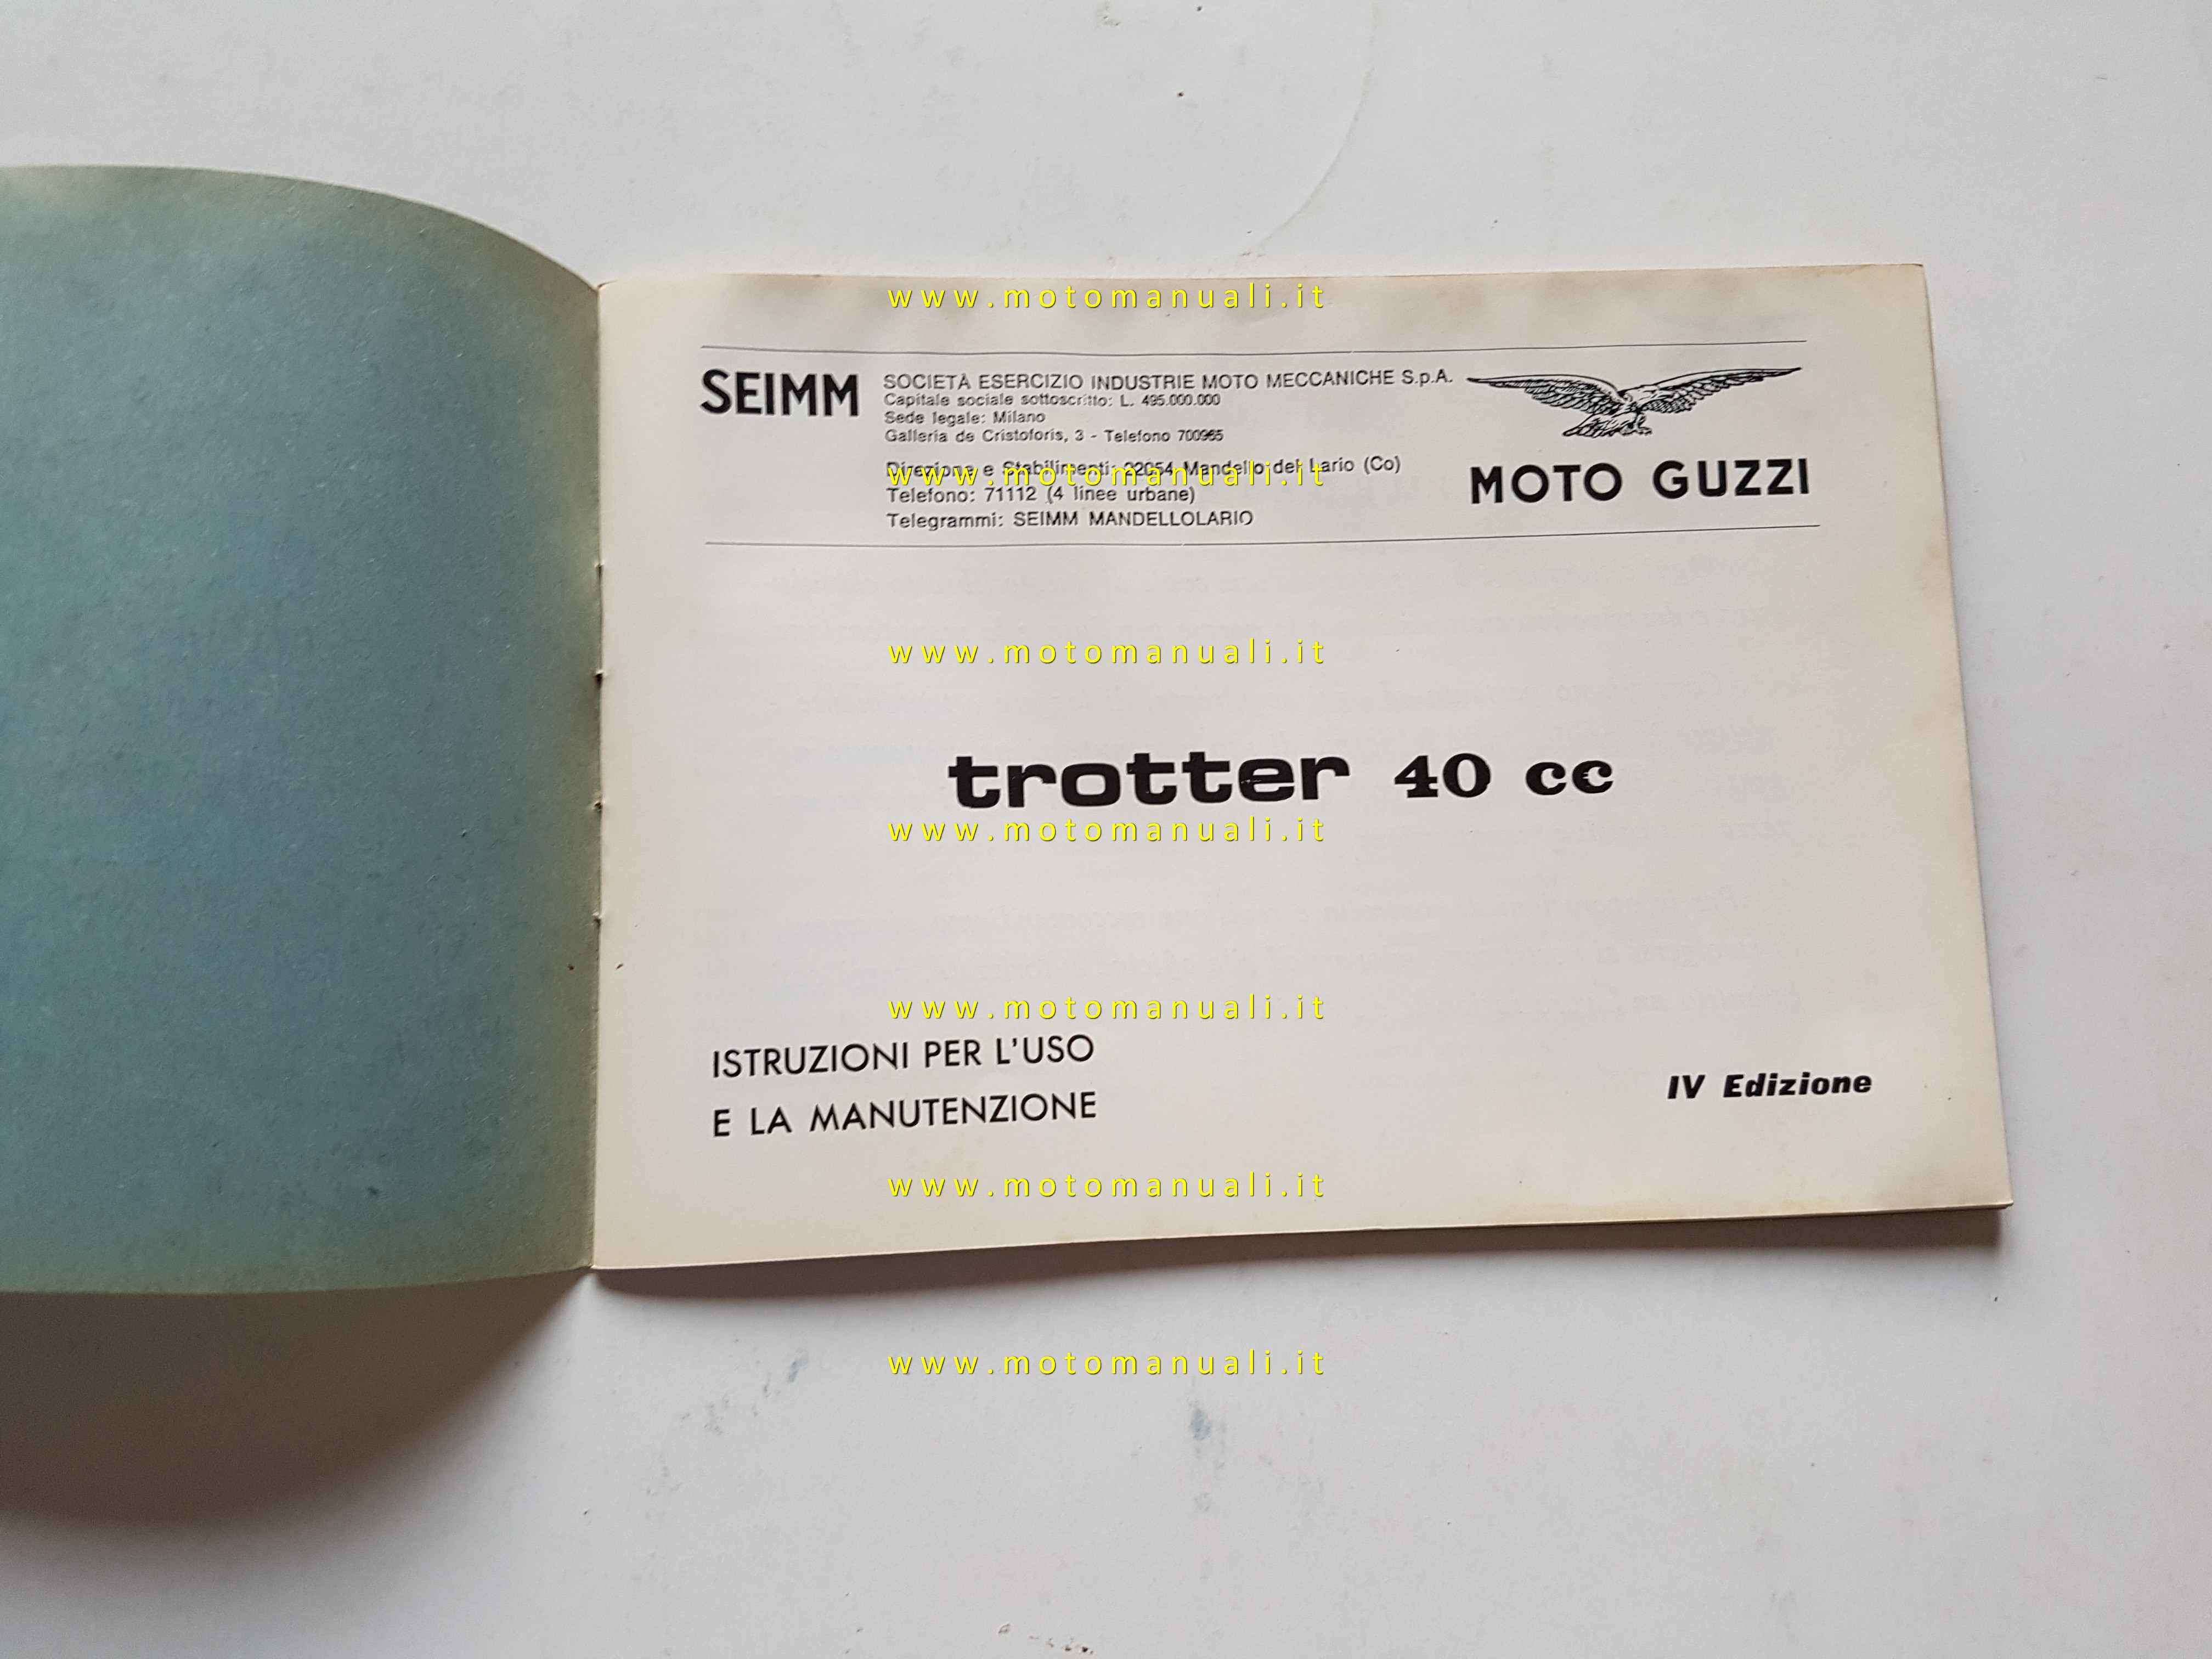 www.motomanuali.it
SEIMM
SOCIETÀ ESERCIZIO INDUSTRIE MOTO MECCANICHE S.p.A.
Capitale sociale sottoscritto: L. 495.000.000
Sede legale: Milano
Galleria de Cristoforis, 3 - Telefono 700965
Direzione e Stabilimenti: 22054 Mandello del Lario (Co)
www.motomanuali.it
Telefono: 71112 (4 linee urbane)
Telegrammi: SEIMM MANDELLOLARIO
MOTO GUZZI
www.motomanuali.it
trotter 40 cc
www.motomanuali.it
www.motomanuali.it
ISTRUZIONI PER L'USO
E LA MANUTENZIONE
IV Edizione
www.motomanuali.it
www.motomanuali.it